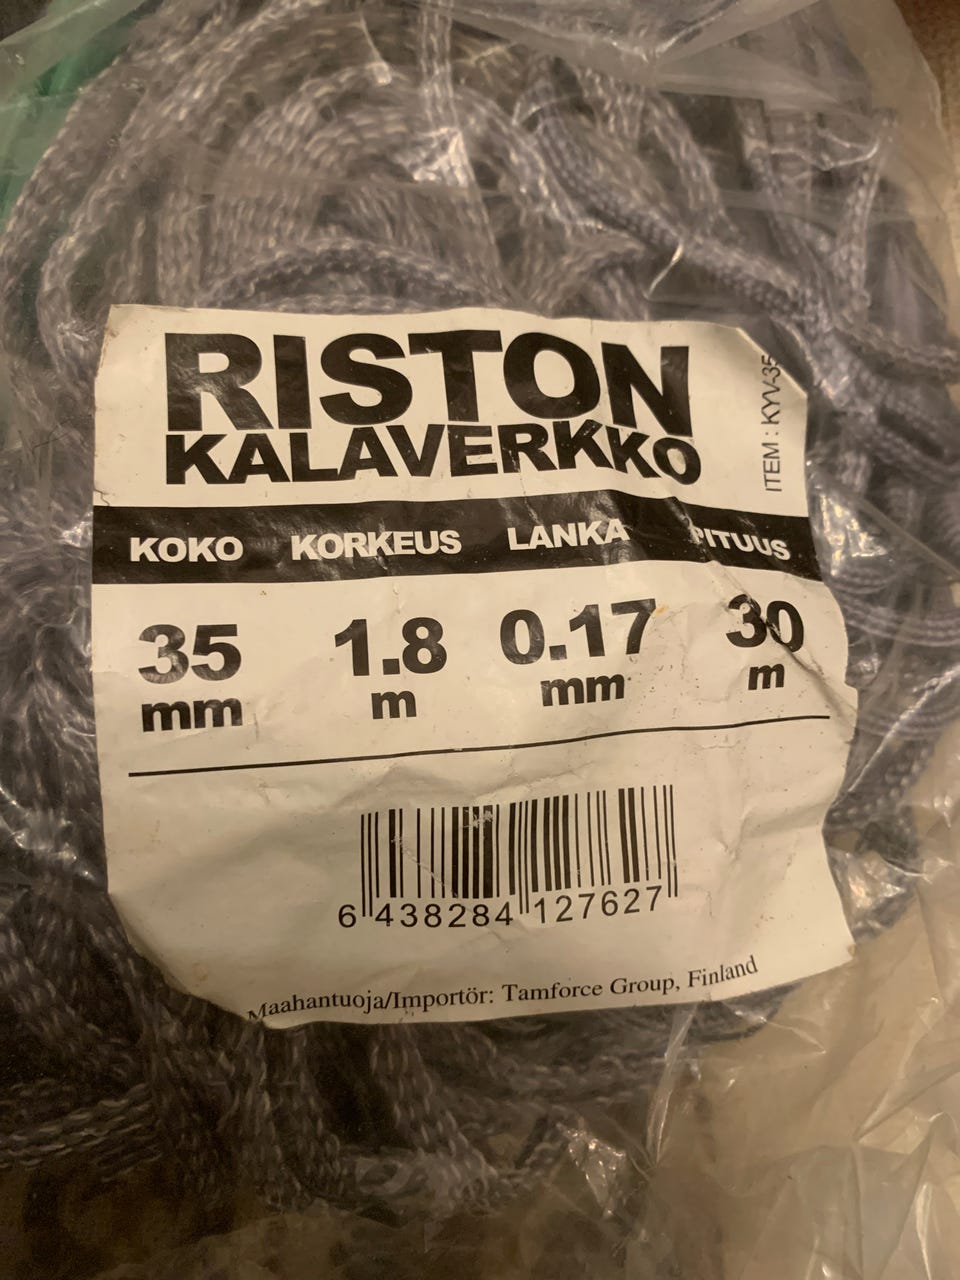 RISTON
KALAVERKKO
ITEM : KYV-35
KOKO KORKEUS LANKA PITUUS
35 1.8 0.17 30
mm m mm m
6 438284 127627
Maahantuoja/Importör: Tamforce Group, Finland